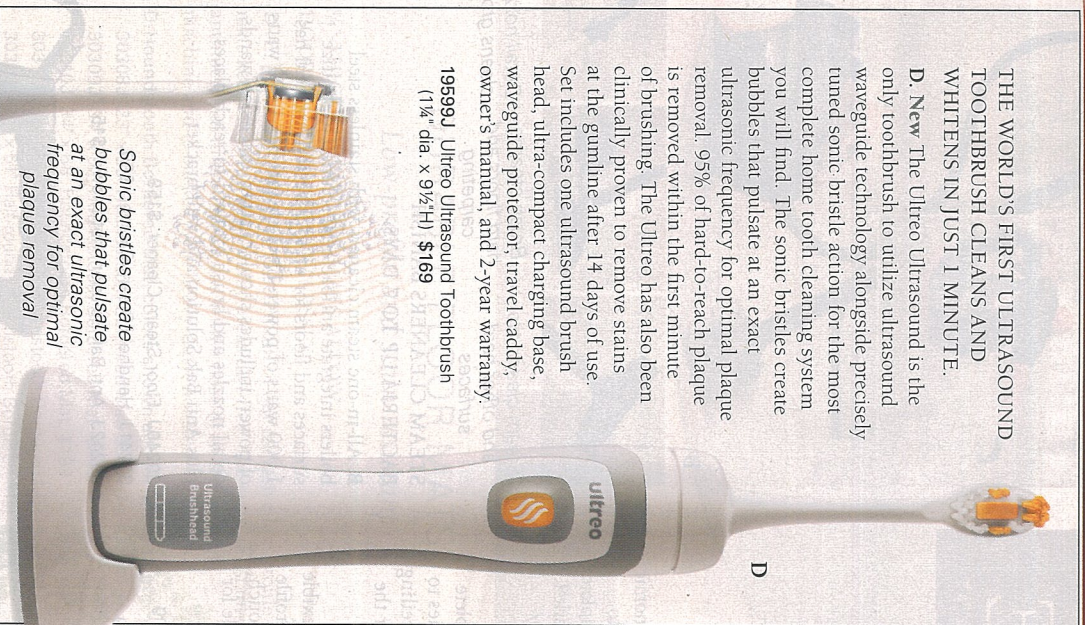 THE WORLD'S FIRST ULTRASOUND
TOOTHBRUSH CLEANS AND
WHITENS IN JUST 1 MINUTE.
D. New The Ultreo Ultrasound is the
only toothbrush to utilize ultrasound
waveguide technology alongside precisely
tuned sonic bristle action for the most
complete home tooth cleaning system
you will find. The sonic bristles create
bubbles that pulsate at an exact
ultrasonic frequency for optimal plaque
removal. 95% of hard-to-reach plaque
is removed within the first minute
of brushing. The Ultreo has also been
clinically proven to remove stains
at the gumline after 14 days of use.
Set includes one ultrasound brush
head, ultra-compact charging base,
waveguide protector, travel caddy,
owner's manual, and 2-year warranty.
19599J Ultreo Ultrasound Toothbrush
(1¼" dia. x 9½"H) $169
Sonic bristles create
bubbles that pulsate
at an exact ultrasonic
frequency for optimal
plaque removal
D
ultreo
Ultrasound
Brushhead